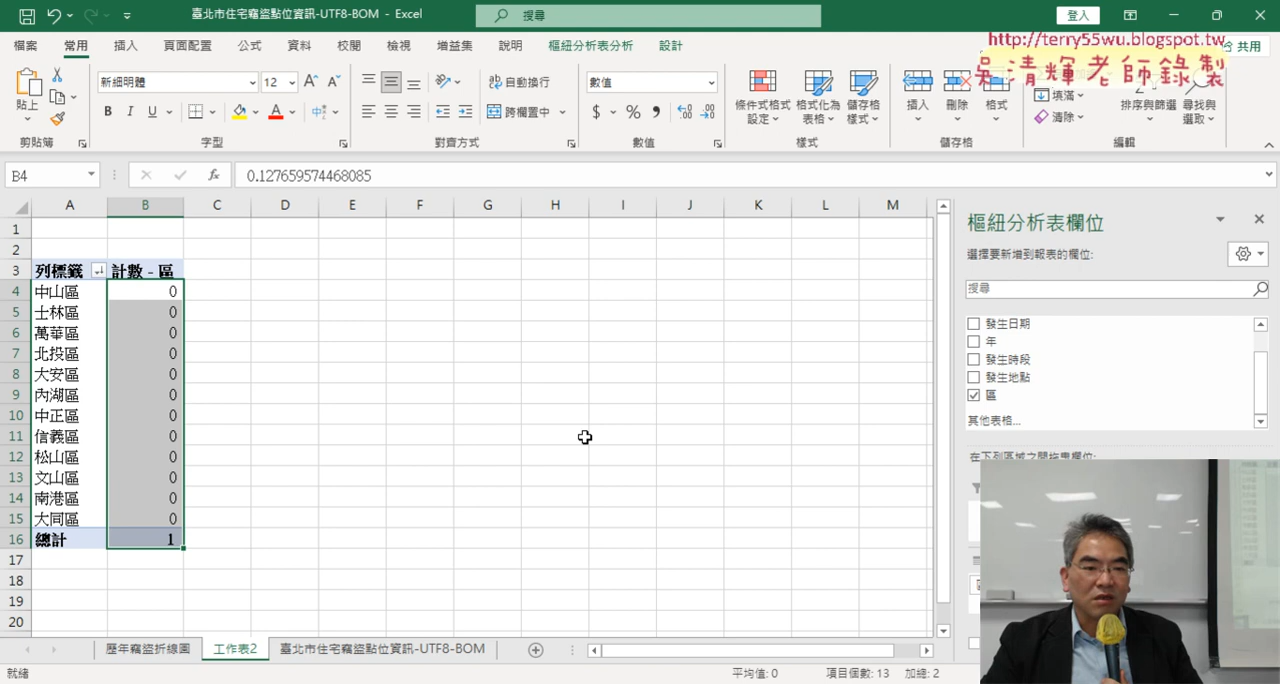 臺北市住宅竊盜點位資訊-UTF8-BOM - Excel
搜尋
登入
檔案 常用 插入 頁面配置 公式 資料 校閱 檢視 增益集 說明 樞紐分析表分析 設計
http://terry55wu.blogspot.tw
共用
吳清輝老師錄製
貼上
新細明體 12
B I U
自動換行
跨欄置中
數值
$ %
條件式格式設定 格式化為表格 儲存格樣式
插入 刪除 格式
填滿
清除
排序與篩選 尋找與選取
剪貼簿 字型 對齊方式 數值 樣式 儲存格 編輯
B4
fx
0.127659574468085
A B C D E F G H I J K L M
1
2
3 列標籤 計數 - 區
4 中山區 0
5 士林區 0
6 萬華區 0
7 北投區 0
8 大安區 0
9 內湖區 0
10 中正區 0
11 信義區 0
12 松山區 0
13 文山區 0
14 南港區 0
15 大同區 0
16 總計 1
17
18
19
20
樞紐分析表欄位
選擇要新增到報表的欄位:
搜尋
發生日期
年
發生時段
發生地點
區
其他表格...
在下列區域之間拖曳欄位:
歷年竊盜折線圖 工作表2 臺北市住宅竊盜點位資訊-UTF8-BOM
就緒
平均值: 0 項目個數: 13 加總: 2